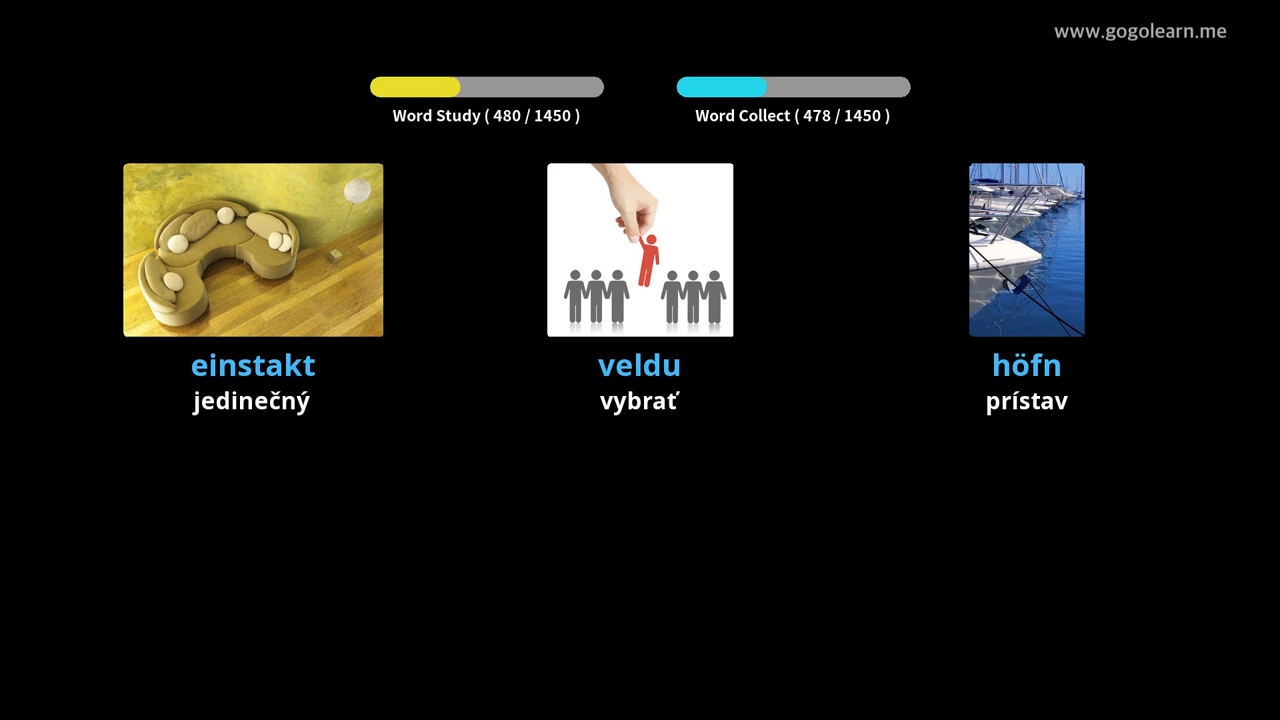 www.gogolearn.me
Word Study ( 480 / 1450 )
Word Collect ( 478 / 1450 )
einstakt
jedinečný
veldu
vybrať
höfn
prístav